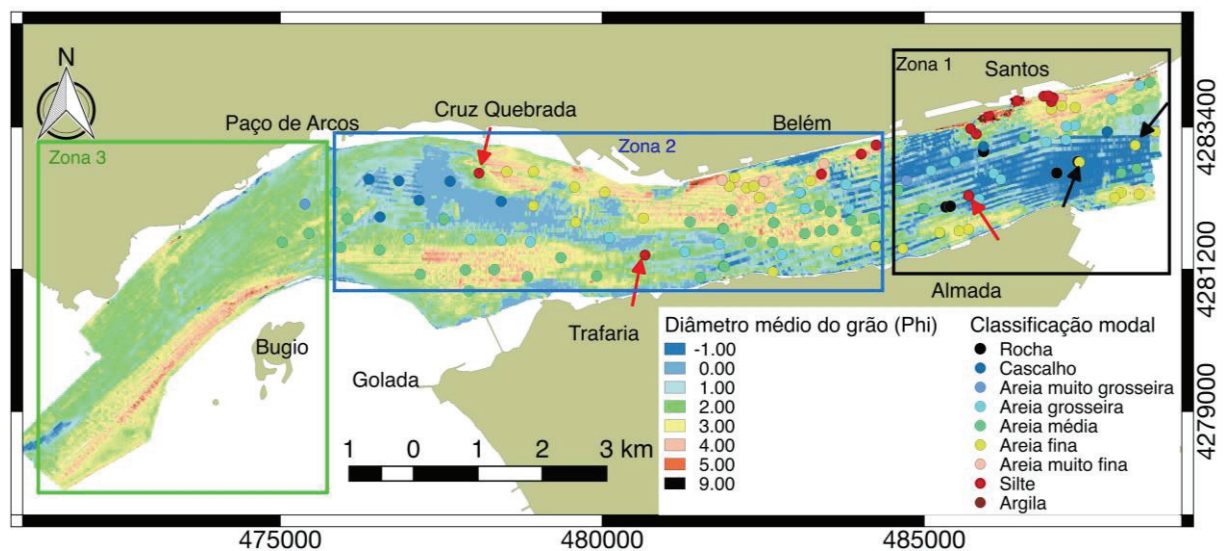 N
Zona 1
Santos
Cruz Quebrada
Paço de Arcos
Zona 2
Belém
Zona 3
4283400
4281200
4279000
Almada
Trafaria
Bugio
Golada
Diâmetro médio do grão (Phi)
-1.00
0.00
1.00
2.00
3.00
4.00
5.00
9.00
Classificação modal
Rocha
Cascalho
Areia muito grosseira
Areia grosseira
Areia média
Areia fina
Areia muito fina
Silte
Argila
1 0 1 2 3 km
475000 480000 485000